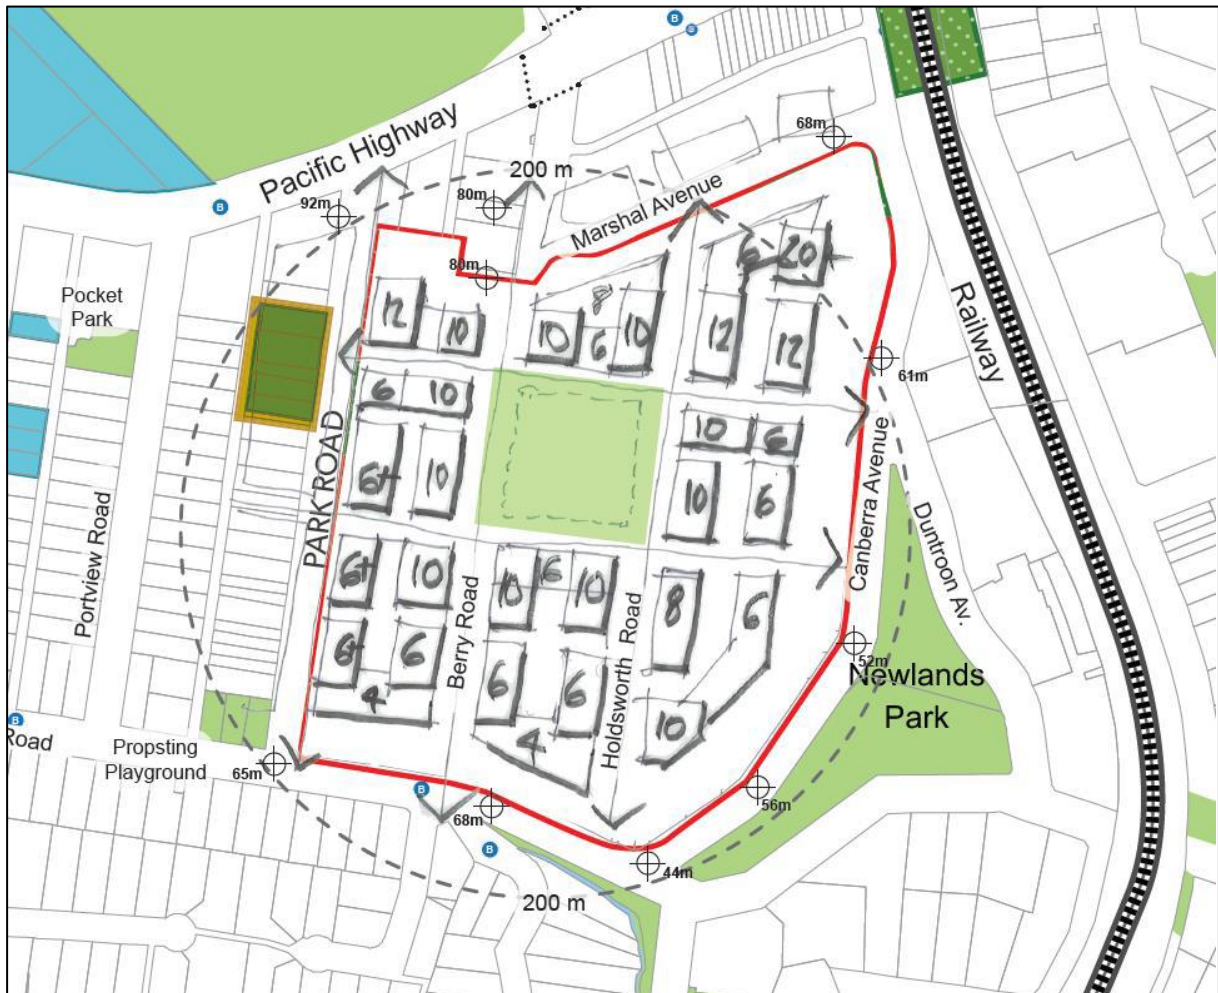 B
B
68m
Pacific Highway
200 m
80m
92m
B
Marshal Avenue
80m
6 20
Pocket
Park
12 10
8
10 6 10
12 12
Railway
61m
6 10
10 6
PARK ROAD
6+ 10
10 6
Canberra Avenue
Duntroon Av.
Portview Road
6+ 10
10 6 10
8 6
Berry Road
Holdsworth Road
6+ 6
4
6 6
4
10
52m
Newlands
Park
B
Road
Propsting
Playground
65m
B
68m
56m
B
44m
200 m